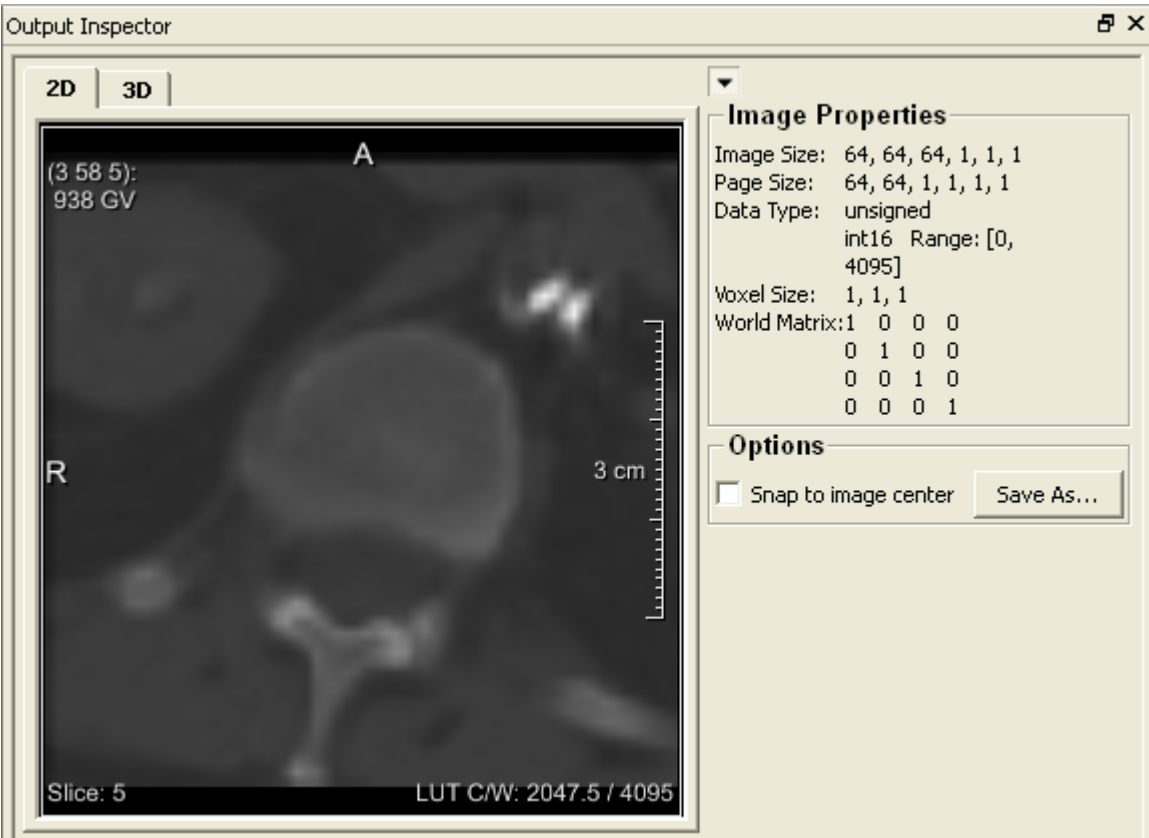 Output Inspector
2D 3D
(3 58 5):
938 GV
A
R
3 cm
Slice: 5
LUT C/W: 2047.5 / 4095
Image Properties
Image Size: 64, 64, 64, 1, 1, 1
Page Size: 64, 64, 1, 1, 1, 1
Data Type: unsigned
int16 Range: [0,
4095]
Voxel Size: 1, 1, 1
World Matrix:1 0 0 0
0 1 0 0
0 0 1 0
0 0 0 1
Options
Snap to image center
Save As...